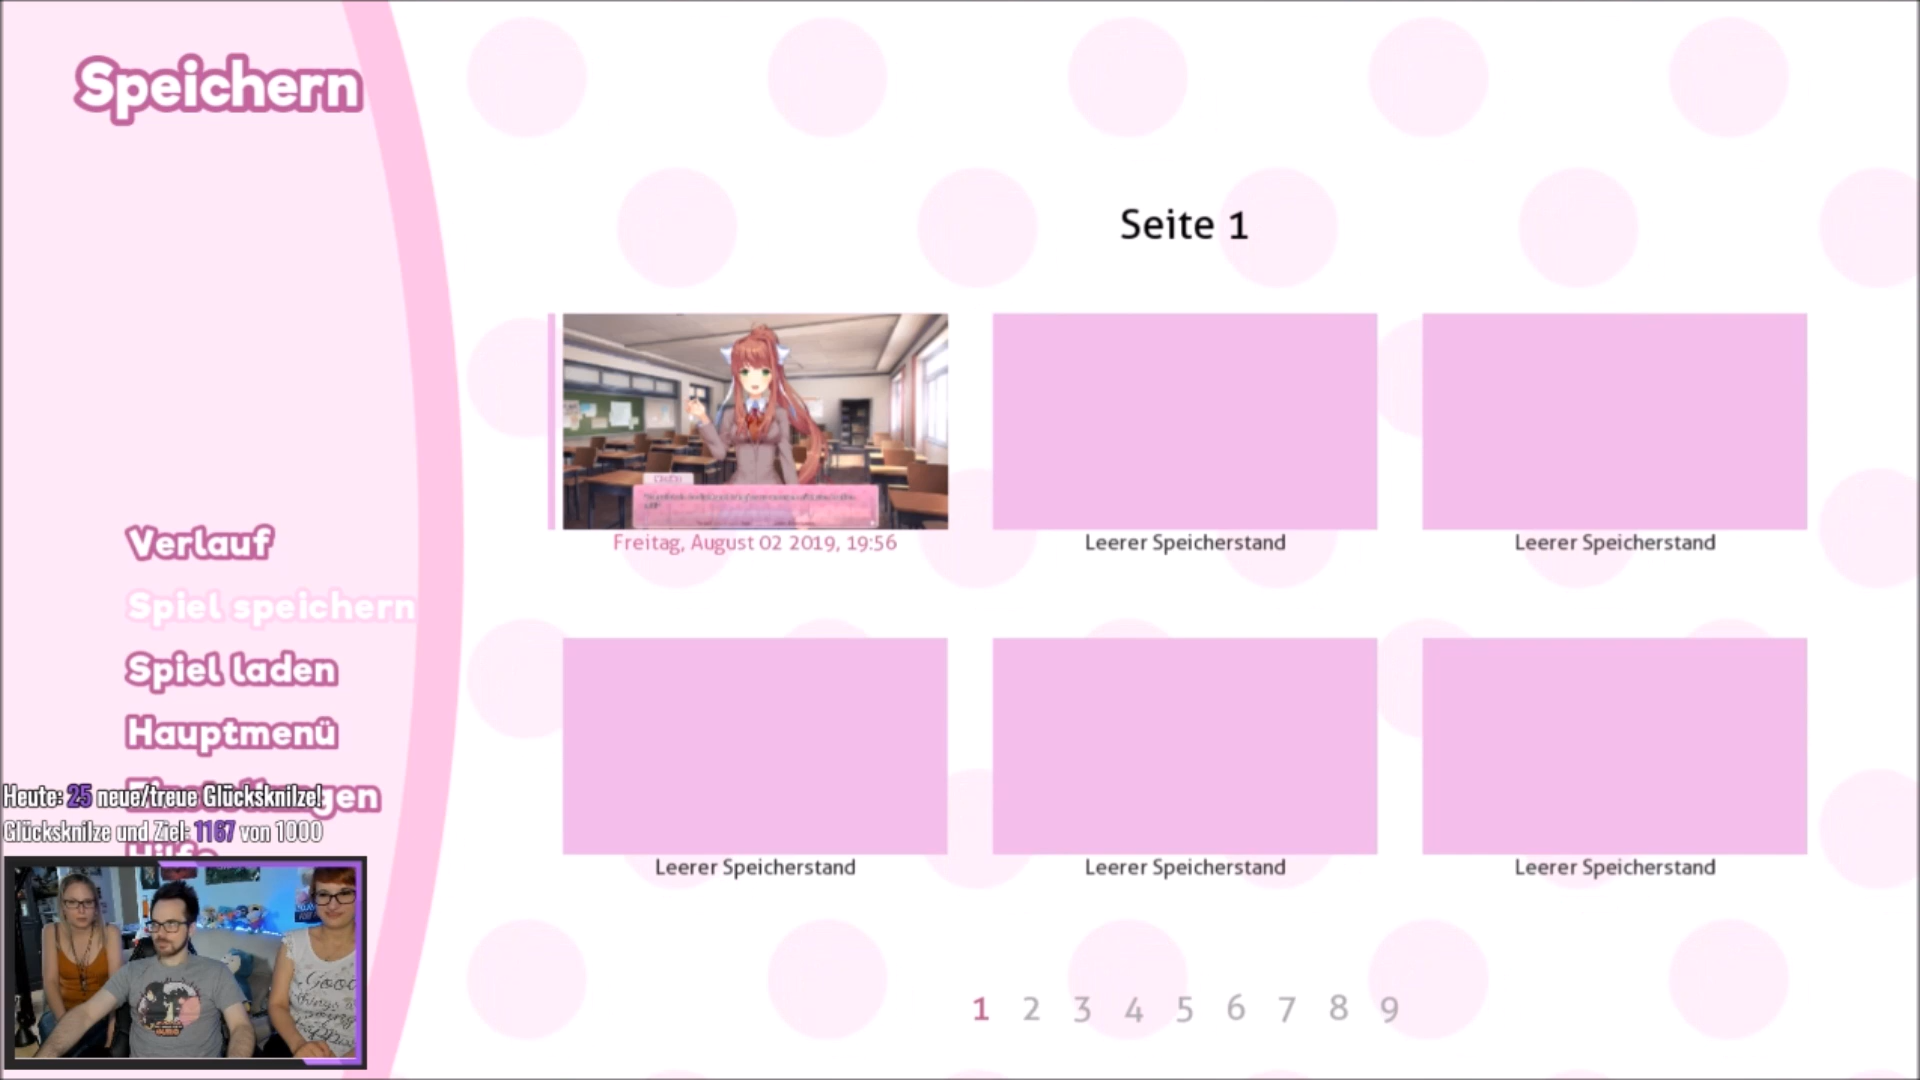 Speichern
Seite 1
Freitag, August 02 2019, 19:56
Leerer Speicherstand
Leerer Speicherstand
Verlauf
Spiel speichern
Spiel laden
Hauptmenü
Heute: 25 neue/treue Glücksknilze!
Glücksknilze und Ziel: 1167 von 1000
Leerer Speicherstand
Leerer Speicherstand
Leerer Speicherstand
1 2 3 4 5 6 7 8 9